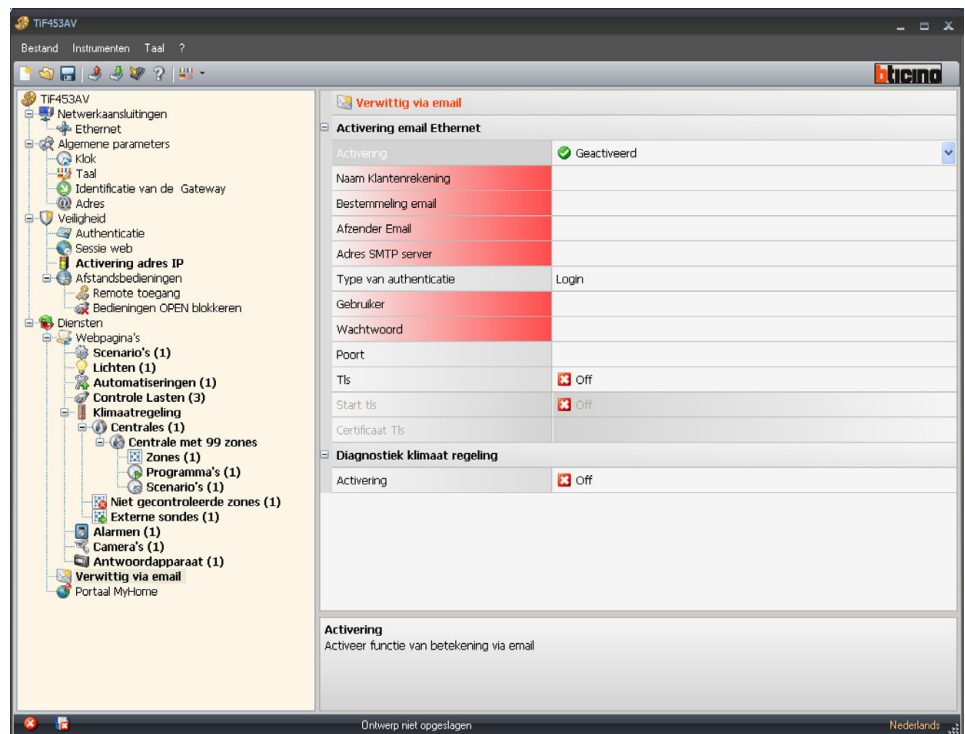 TiF453AV
Bestand Instrumenten Taal ?
bticino
TiF453AV
Netwerkaansluitingen
Ethernet
Algemene parameters
Klok
Taal
Identificatie van de Gateway
Adres
Veiligheid
Authenticatie
Sessie web
Activering adres IP
Afstandsbedieningen
Remote toegang
Bedieningen OPEN blokkeren
Diensten
Webpagina's
Scenario's (1)
Lichten (1)
Automatiseringen (1)
Controle Lasten (3)
Klimaatregeling
Centrales (1)
Centrale met 99 zones
Zones (1)
Programma's (1)
Scenario's (1)
Niet gecontroleerde zones (1)
Externe sondes (1)
Alarmen (1)
Camera's (1)
Antwoordapparaat (1)
Verwittig via email
Portaal MyHome
Verwittig via email
Activering email Ethernet
Activering Geactiveerd
Naam Klantenrekening
Bestemmeling email
Afzender Email
Adres SMTP server
Type van authenticatie Login
Gebruiker
Wachtwoord
Poort
Tls Off
Start tls Off
Certificaat Tls
Diagnostiek klimaat regeling
Activering Off
Activering
Activeer functie van betekening via email
Ontwerp niet opgeslagen Nederlands